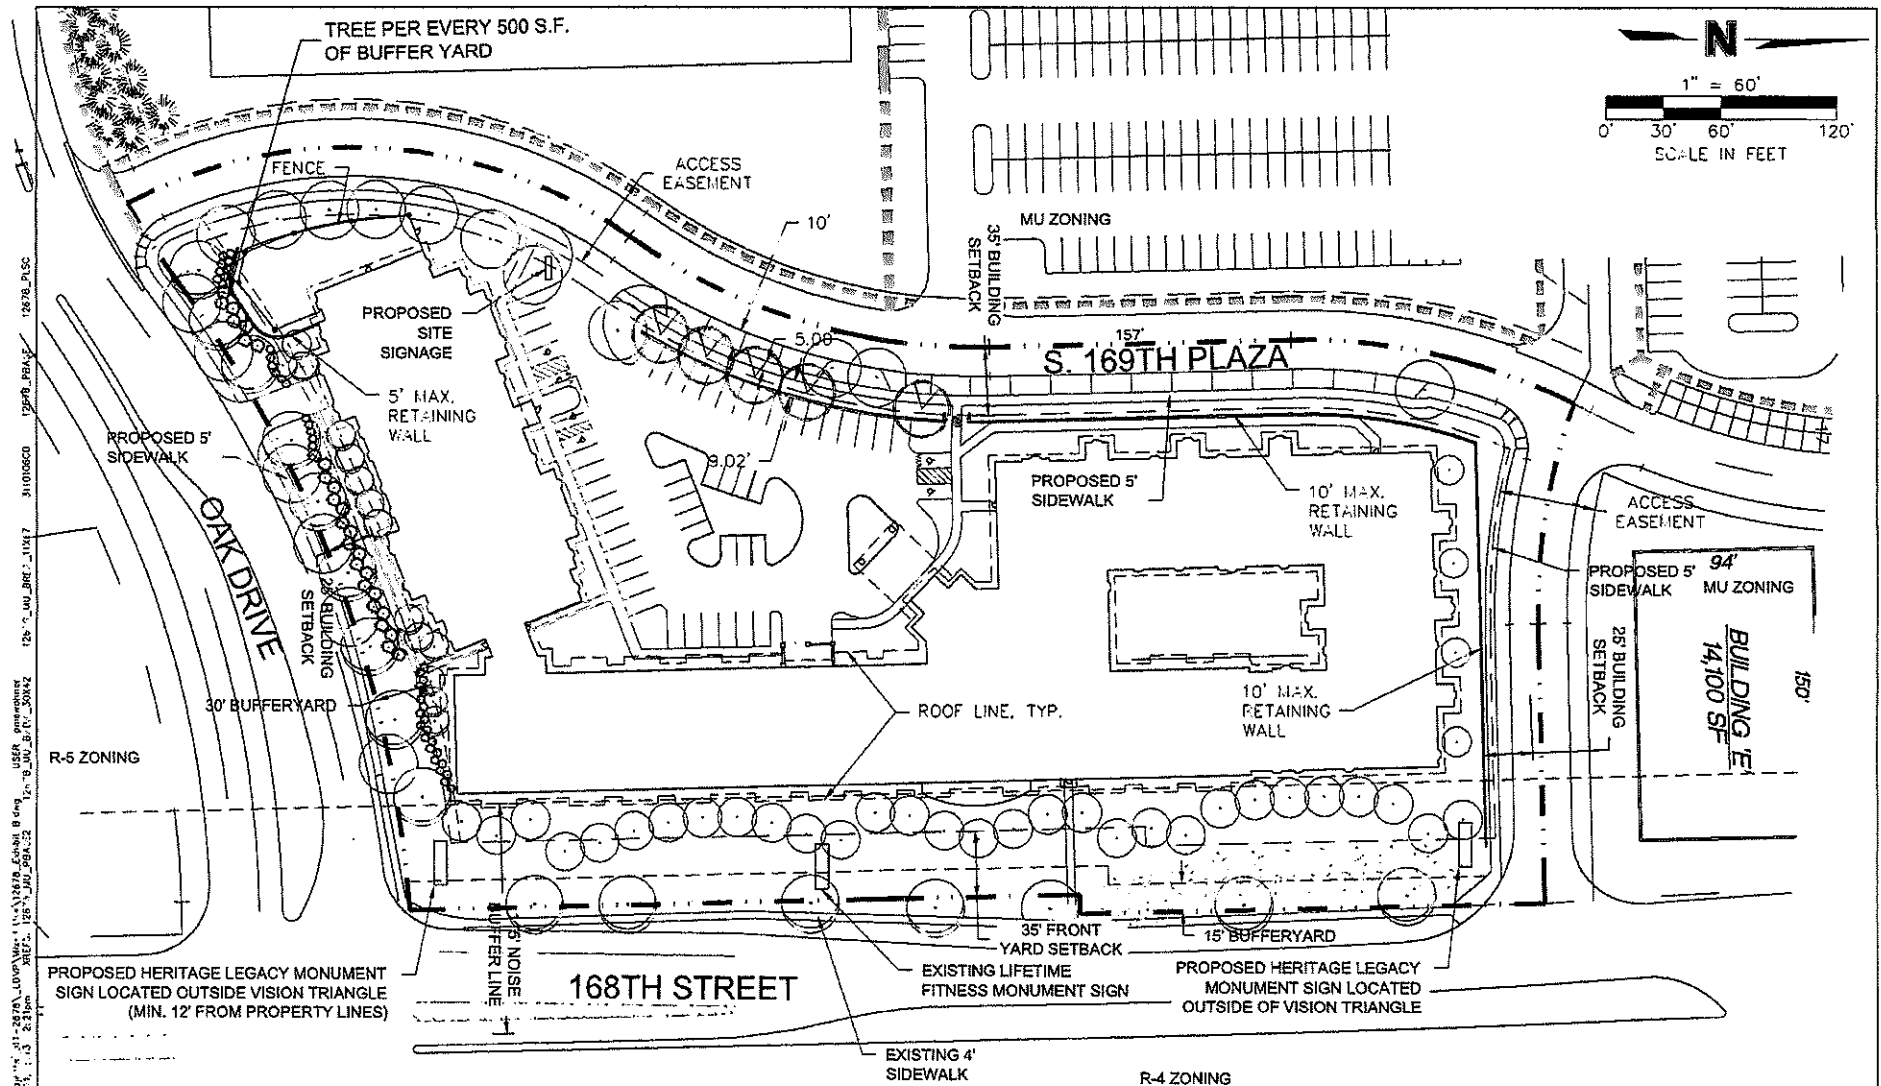 TREE PER EVERY 500 S.F.
OF BUFFER YARD
N
1" = 60'
0' 30' 60' 120'
SCALE IN FEET
FENCE
ACCESS
EASEMENT
10'
MU ZONING
35' BUILDING
SETBACK
PROPOSED
SITE
SIGNAGE
5.00'
157'
S. 169TH PLAZA
5' MAX.
RETAINING
WALL
PROPOSED 5'
SIDEWALK
9.02'
PROPOSED 5'
SIDEWALK
10' MAX.
RETAINING
WALL
ACCESS
EASEMENT
OAK DRIVE
BUILDING
SETBACK
PROPOSED 5'
SIDEWALK
94'
MU ZONING
BUILDING 'E'
14,100 SF
150'
25' BUILDING
SETBACK
30' BUFFERYARD
ROOF LINE, TYP.
10' MAX.
RETAINING
WALL
R-5 ZONING
35' FRONT
YARD SETBACK
15' BUFFERYARD
NOISE
BUFFER LINE
PROPOSED HERITAGE LEGACY MONUMENT
SIGN LOCATED OUTSIDE VISION TRIANGLE
(MIN. 12' FROM PROPERTY LINES)
168TH STREET
EXISTING LIFETIME
FITNESS MONUMENT SIGN
PROPOSED HERITAGE LEGACY
MONUMENT SIGN LOCATED
OUTSIDE OF VISION TRIANGLE
EXISTING 4'
SIDEWALK
R-4 ZONING
12678_PLSC